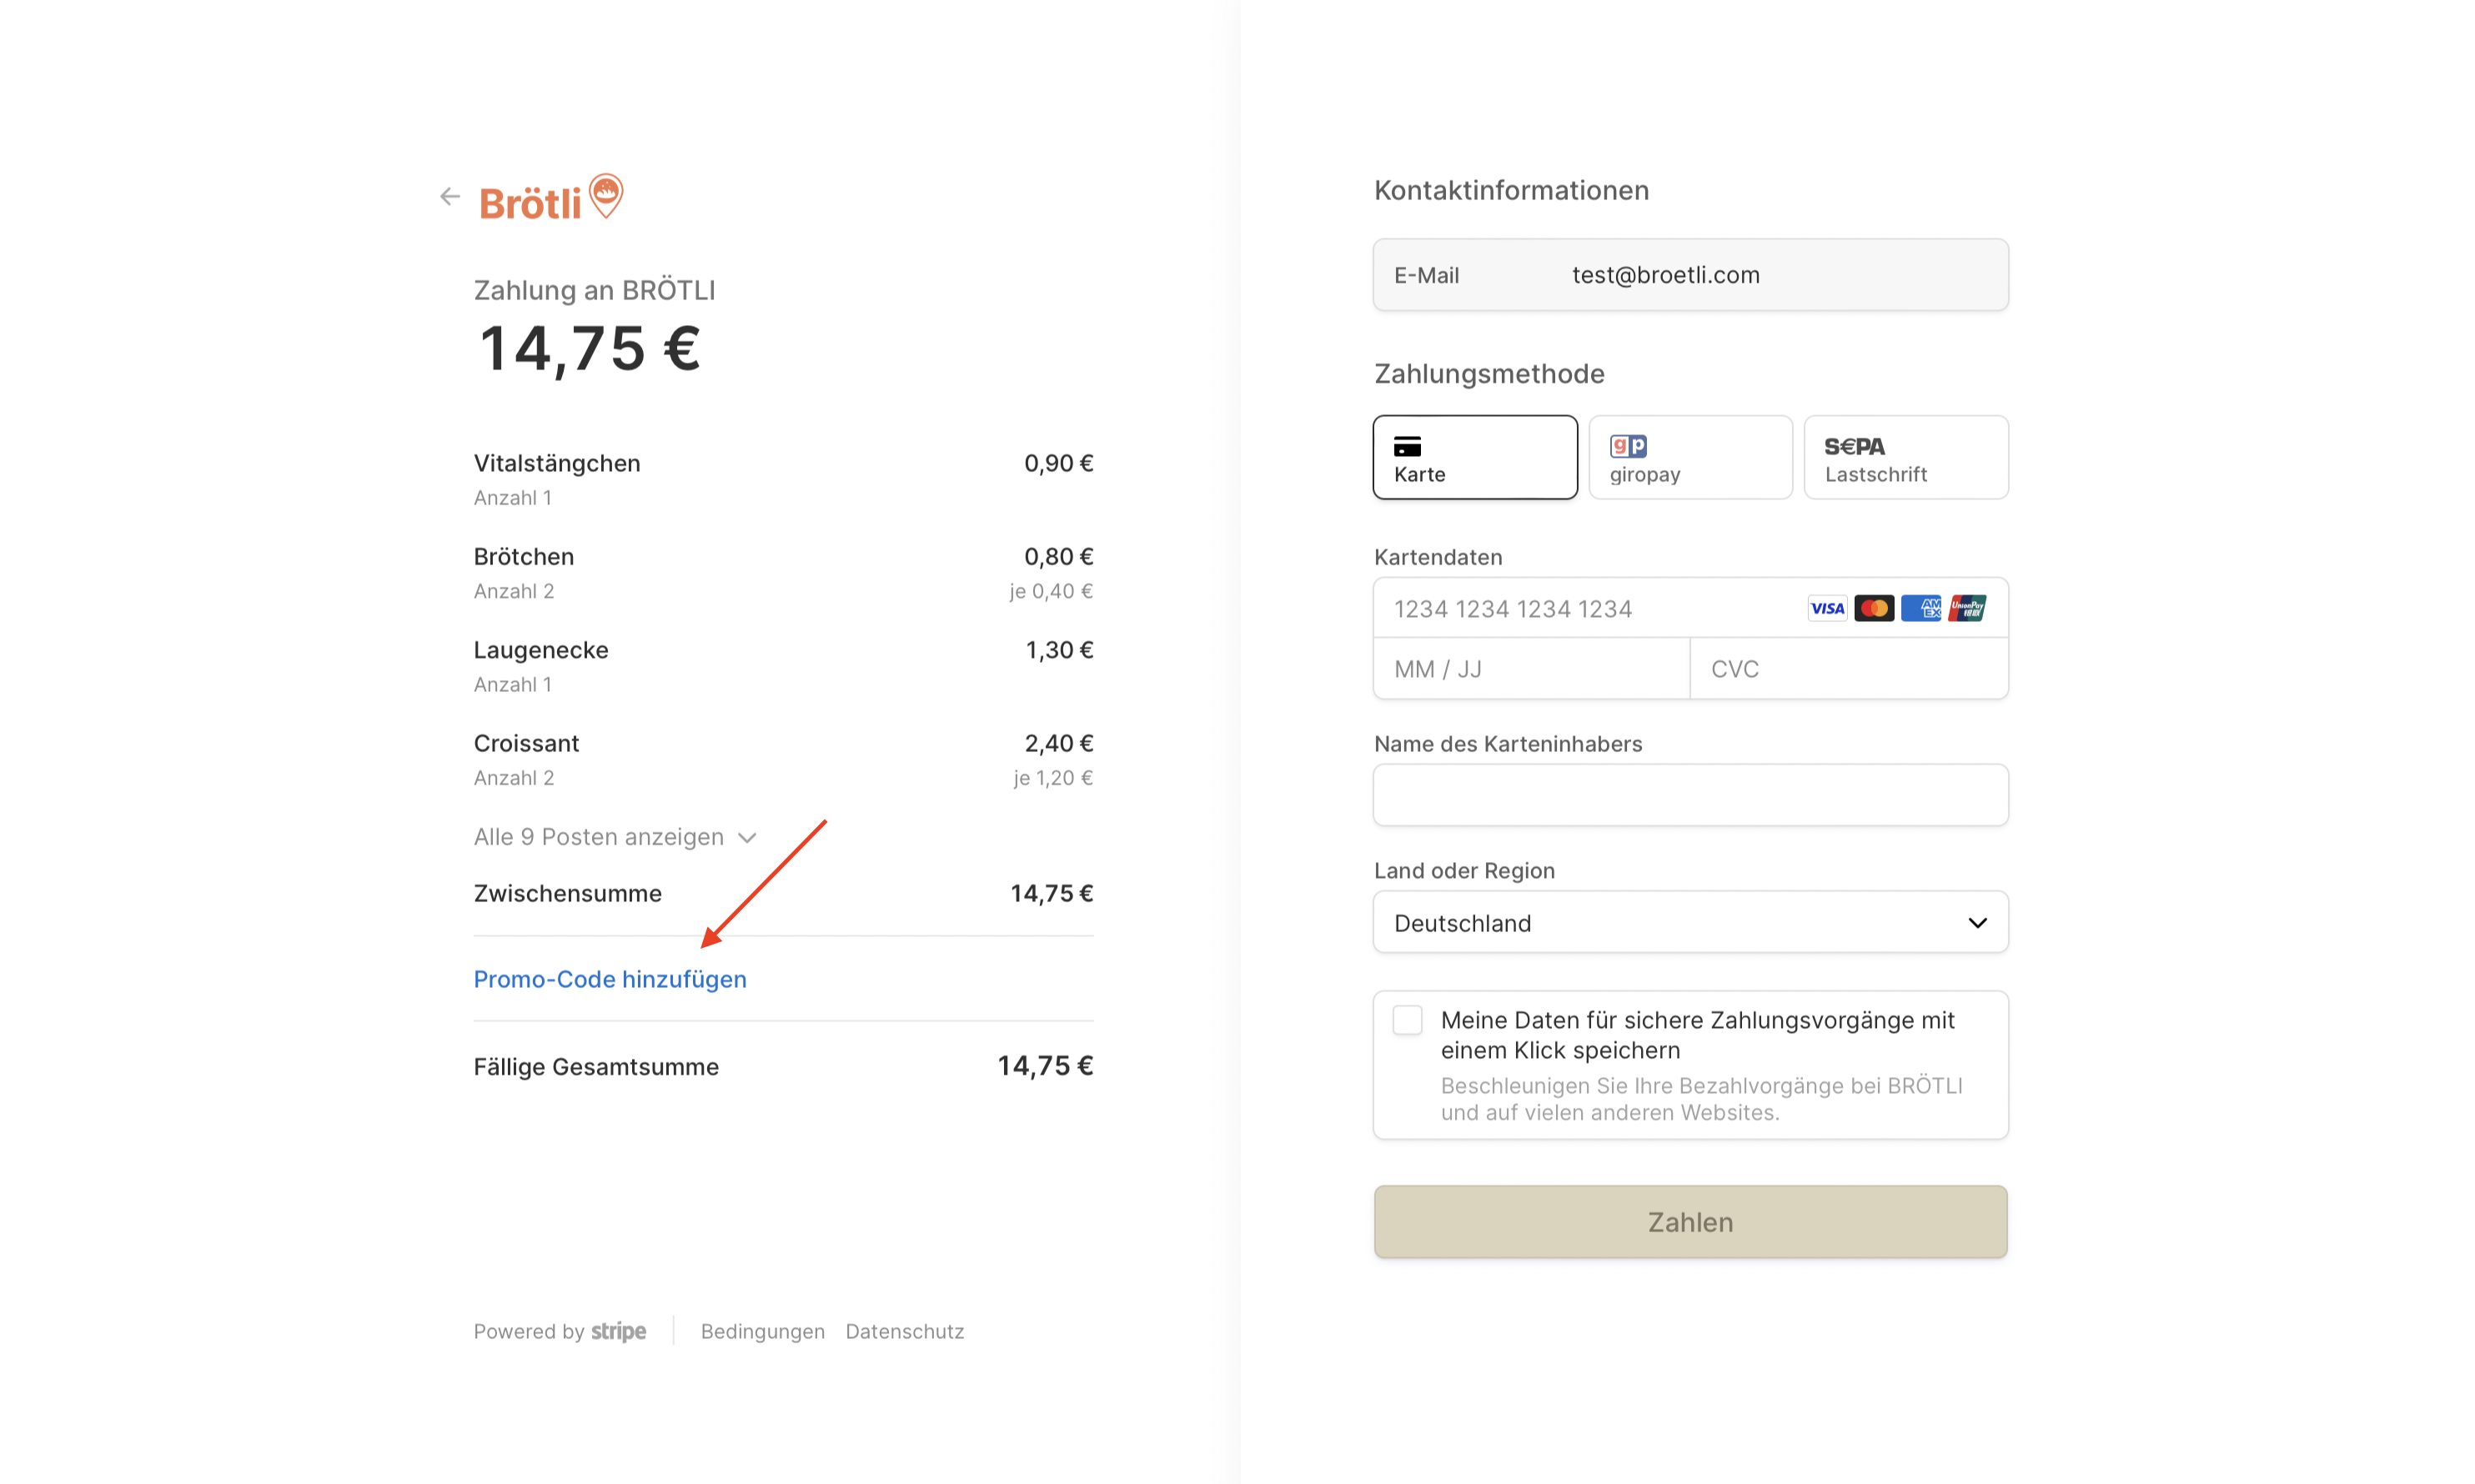 Brötli
Zahlung an BRÖTLI
14,75 €
Vitalstängchen 0,90 €
Anzahl 1
Brötchen 0,80 €
Anzahl 2 je 0,40 €
Laugenecke 1,30 €
Anzahl 1
Croissant 2,40 €
Anzahl 2 je 1,20 €
Alle 9 Posten anzeigen
Zwischensumme 14,75 €
Promo-Code hinzufügen
Fällige Gesamtsumme 14,75 €
Powered by stripe Bedingungen Datenschutz
Kontaktinformationen
E-Mail test@broetli.com
Zahlungsmethode
gp S€PA
Karte giropay Lastschrift
Kartendaten
1234 1234 1234 1234 VISA AMEX UnionPay 银联
MM / JJ CVC
Name des Karteninhabers
Land oder Region
Deutschland
Meine Daten für sichere Zahlungsvorgänge mit
einem Klick speichern
Beschleunigen Sie Ihre Bezahlvorgänge bei BRÖTLI
und auf vielen anderen Websites.
Zahlen